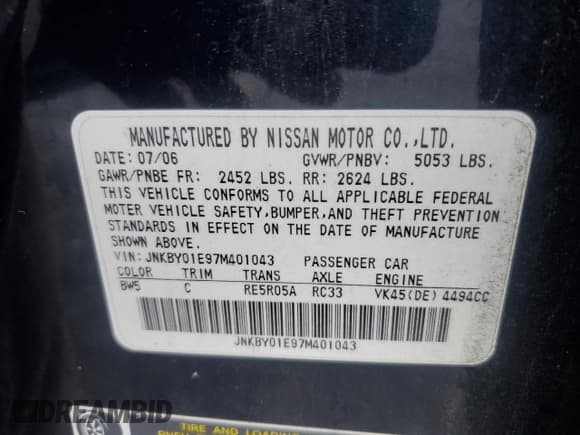 MANUFACTURED BY NISSAN MOTOR CO.,LTD.
DATE: 07/06 GVWR/PNBV: 5053 LBS.
GAWR/PNBE FR: 2452 LBS. RR: 2624 LBS.
THIS VEHICLE CONFORMS TO ALL APPLICABLE FEDERAL
MOTER VEHICLE SAFETY,BUMPER,AND THEFT PREVENTION
STANDARDS IN EFFECT ON THE DATE OF MANUFACTURE
SHOWN ABOVE.
VIN: JNKBY01E97M401043 PASSENGER CAR
COLOR TRIM TRANS AXLE ENGINE
BW5 C RE5R05A RC33 VK45(DE) 4494CC
JNKBY01E97M401043
DREAMBID
TIRE AND LOADING